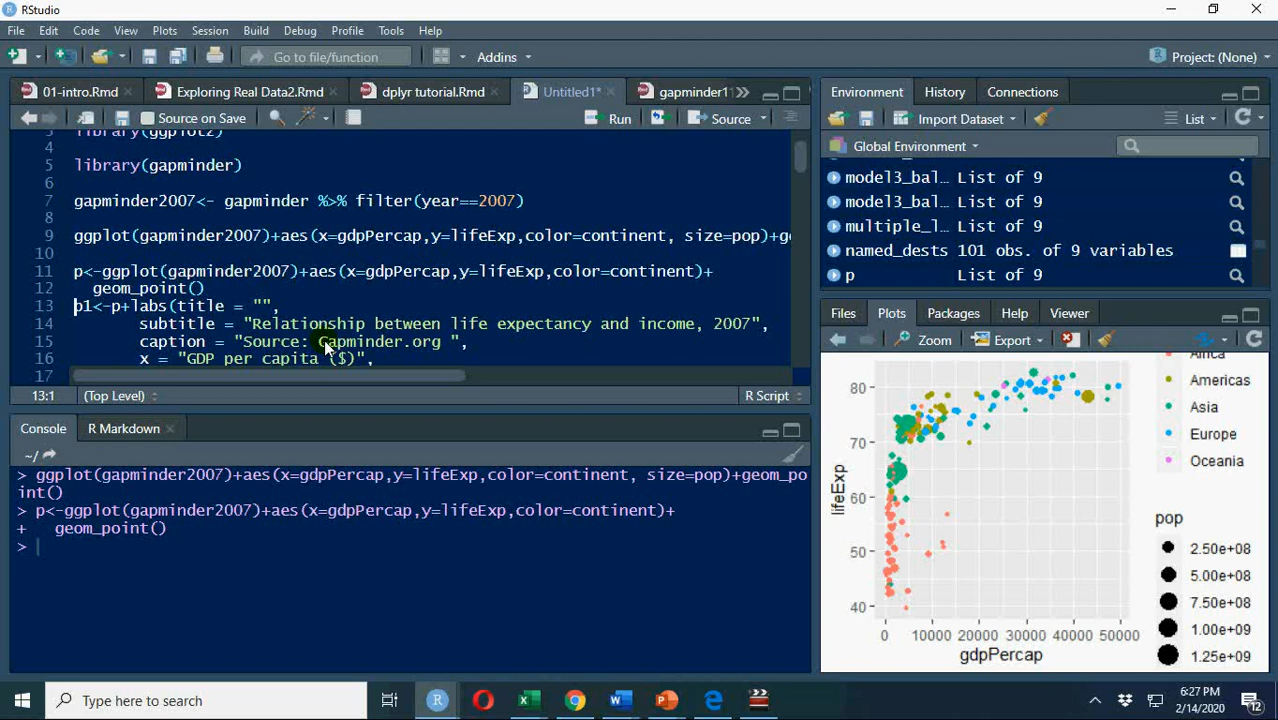 RStudio
File Edit View Plots Session Build Debug Profile Tools Help
Go to file/function Addins Project: (None)
01-intro.Rmd Exploring Real Data2.Rmd dplyr tutorial.Rmd Untitled1* gapminder1
Source on Save Run Source
3 library(ggplot2)
4
5 library(gapminder)
6
7 gapminder2007<- gapminder %>% filter(year==2007)
8
9 ggplot(gapminder2007)+aes(x=gdpPercap,y=lifeExp,color=continent, size=pop)+ge
10
11 p<-ggplot(gapminder2007)+aes(x=gdpPercap,y=lifeExp,color=continent)+
12 geom_point()
13 p1<-p+labs(title = "",
14 subtitle = "Relationship between life expectancy and income, 2007",
15 caption = "Source: Gapminder.org ",
16 x = "GDP per capita ($)",
17
13:1 (Top Level) R Script
Console R Markdown
~/
> ggplot(gapminder2007)+aes(x=gdpPercap,y=lifeExp,color=continent, size=pop)+geom_po
int()
> p<-ggplot(gapminder2007)+aes(x=gdpPercap,y=lifeExp,color=continent)+
+ geom_point()
>
Environment History Connections
Import Dataset List
Global Environment
model3_bal… List of 9
model3_bal… List of 9
multiple_l… List of 9
named_dests 101 obs. of 9 variables
p List of 9
Files Plots Packages Help Viewer
Zoom Export
Africa
Americas
Asia
Europe
Oceania
pop
2.50e+08
5.00e+08
7.50e+08
1.00e+09
1.25e+09
80
70
60
50
40
lifeExp
0 10000 20000 30000 40000 50000
gdpPercap
Type here to search
6:27 PM
2/14/2020
12